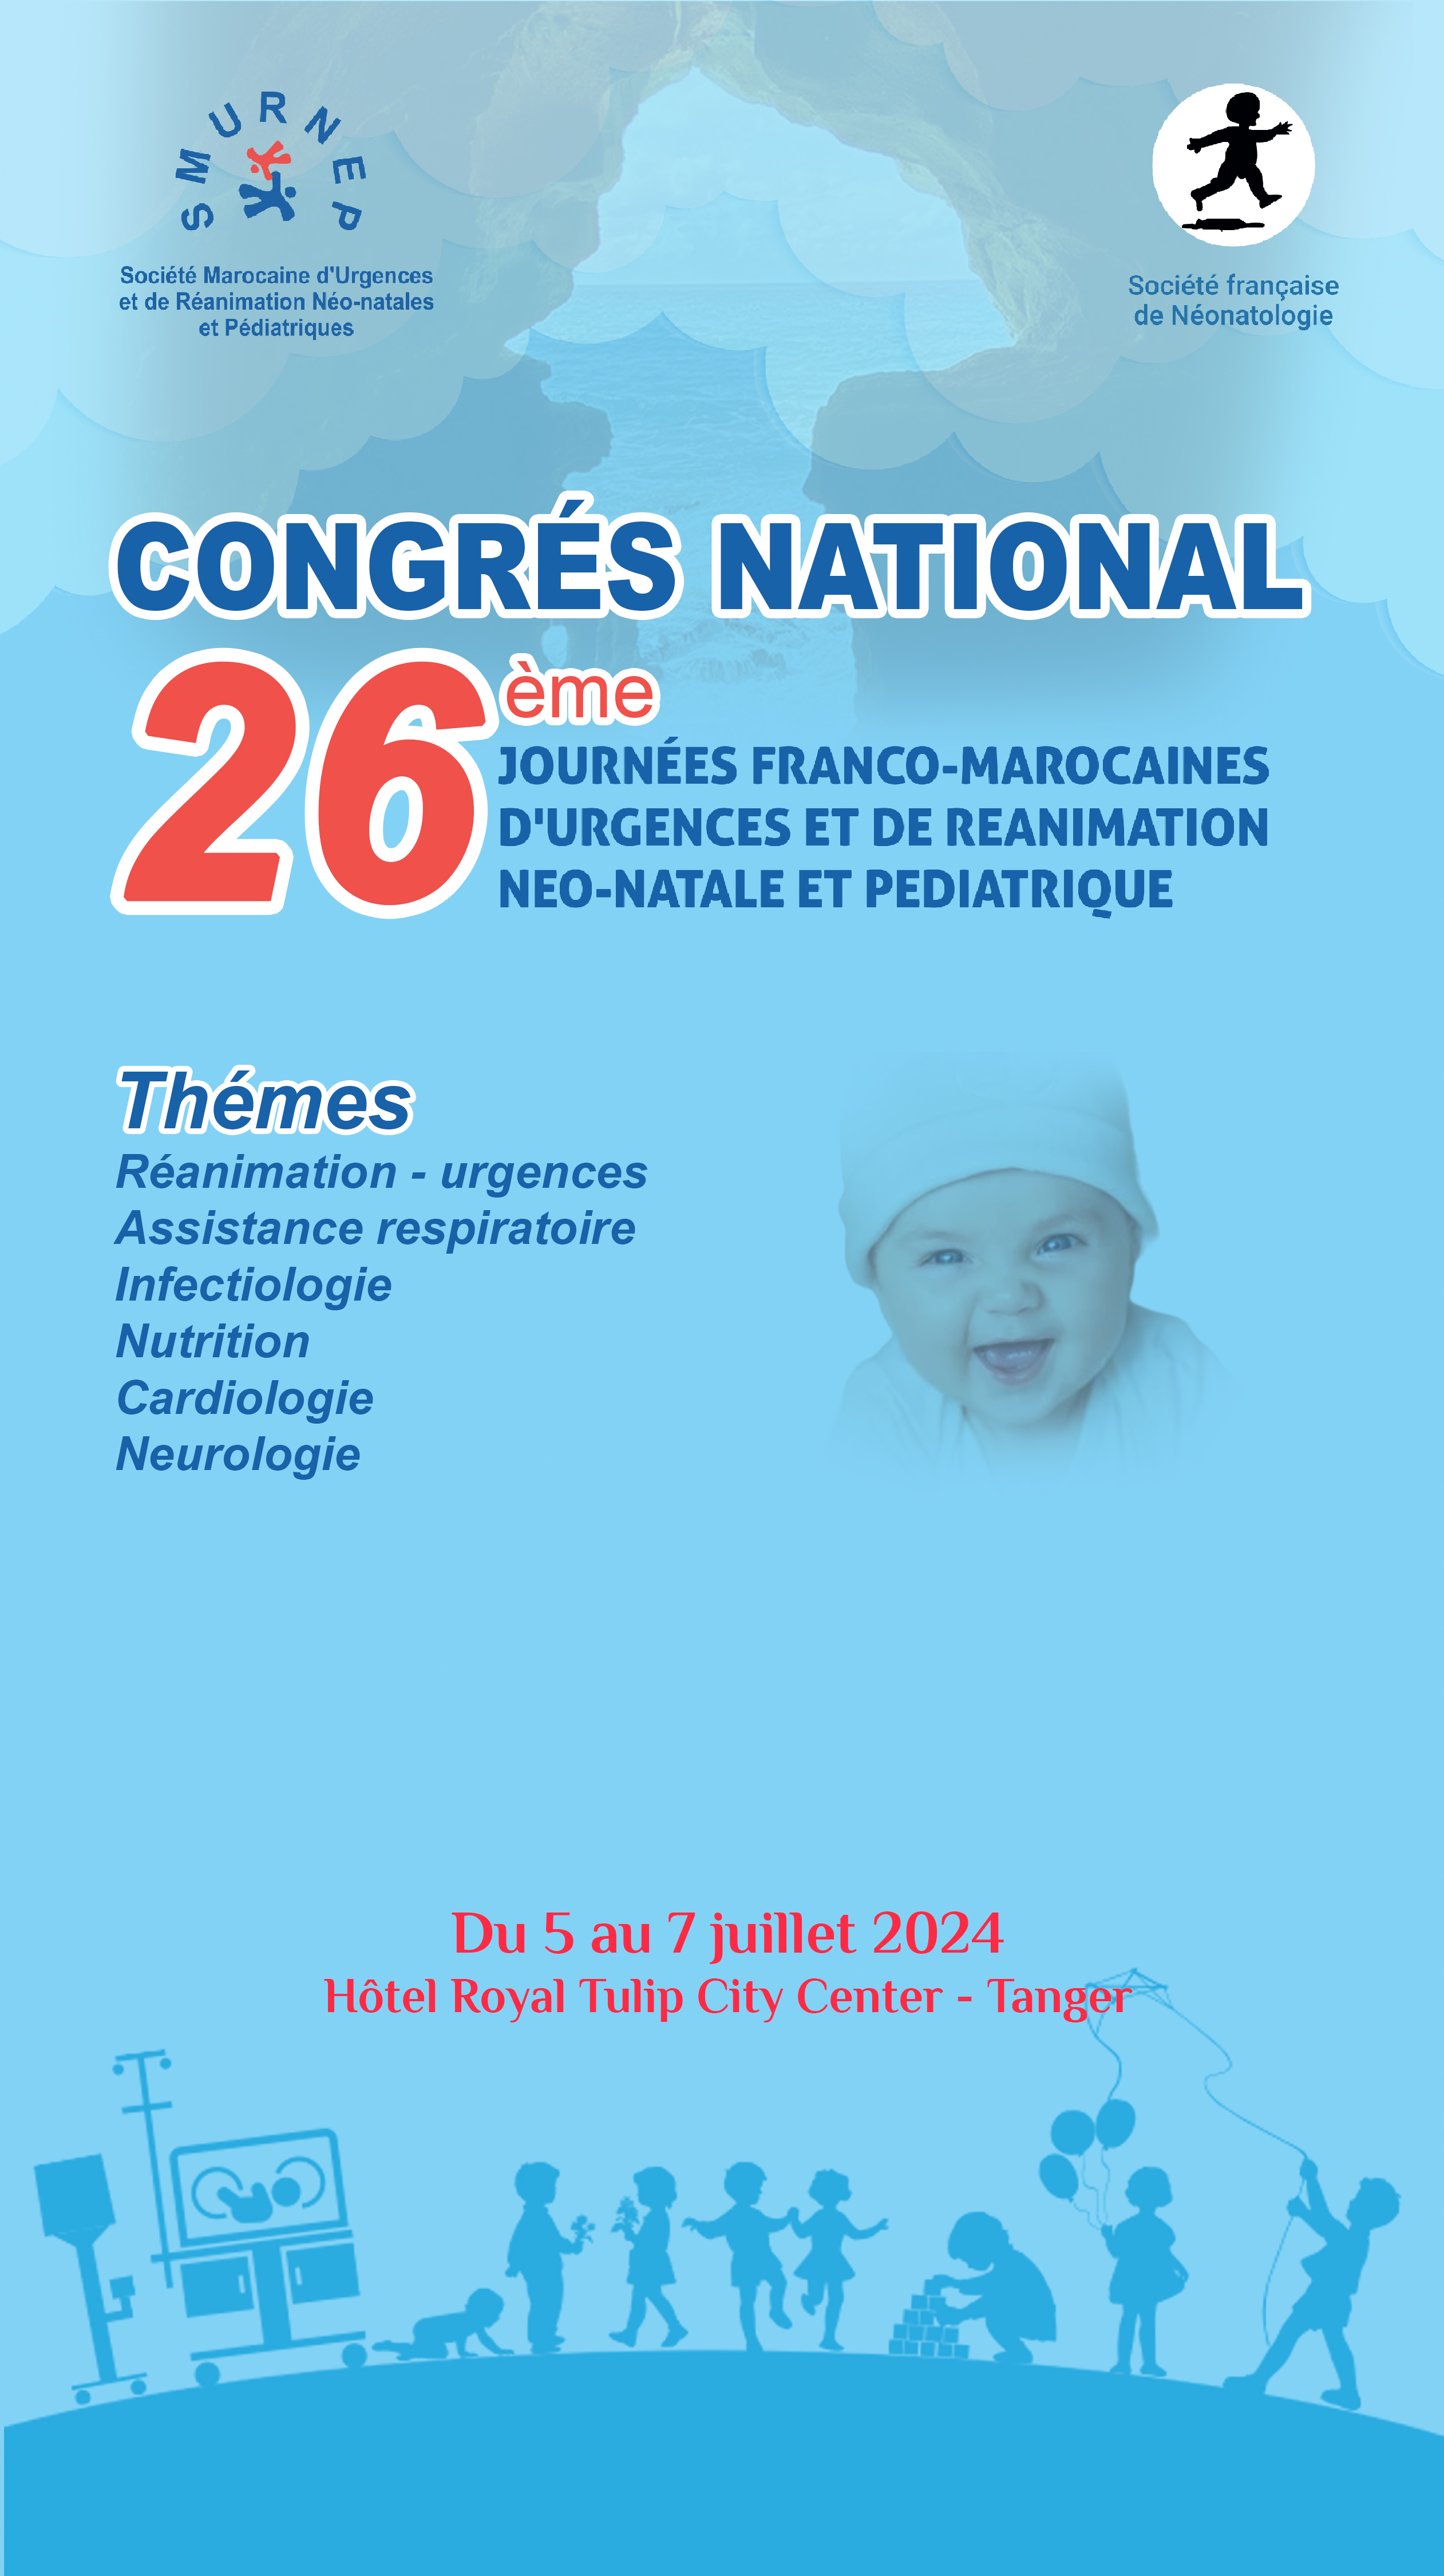 SMURNEP
Société Marocaine d'Urgences
et de Réanimation Néo-natales
et Pédiatriques
Société française
de Néonatologie
CONGRÉS NATIONAL
26ème
JOURNÉES FRANCO-MAROCAINES
D'URGENCES ET DE REANIMATION
NEO-NATALE ET PEDIATRIQUE
Thémes
Réanimation - urgences
Assistance respiratoire
Infectiologie
Nutrition
Cardiologie
Neurologie
Du 5 au 7 juillet 2024
Hôtel Royal Tulip City Center - Tanger